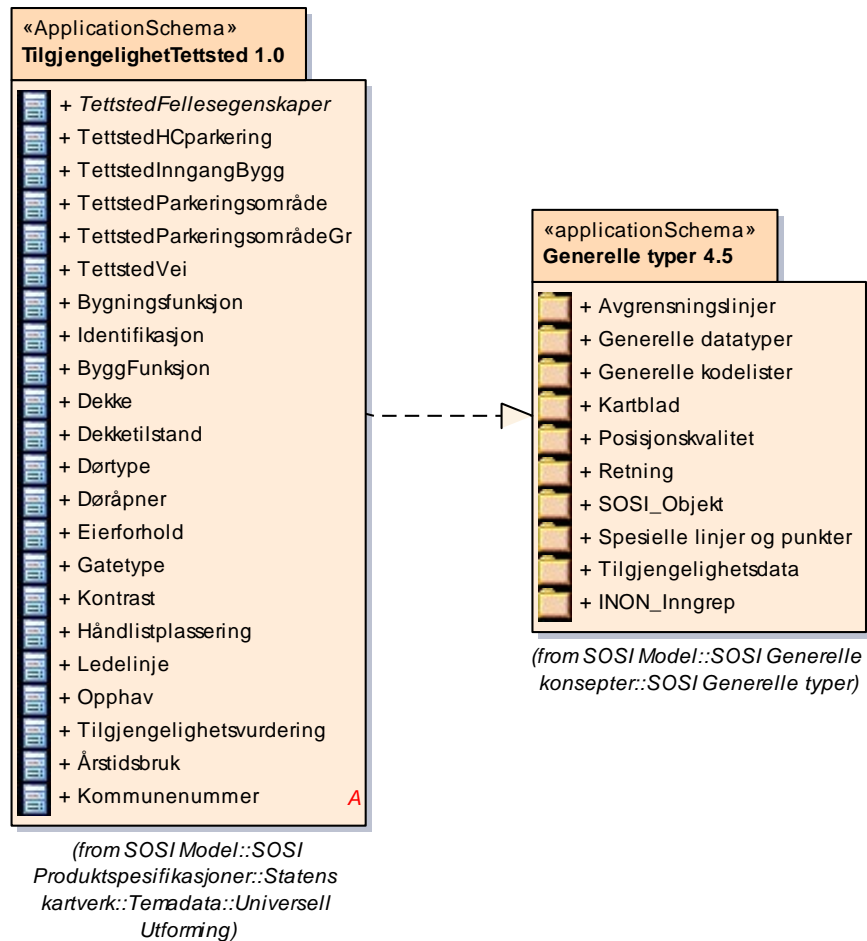 «ApplicationSchema»
TilgjengelighetTettsted 1.0
+ TettstedFellesegenskaper
+ TettstedHCparkering
+ TettstedInngangBygg
+ TettstedParkeringsområde
+ TettstedParkeringsområdeGr
+ TettstedVei
+ Bygningsfunksjon
+ Identifikasjon
+ ByggFunksjon
+ Dekke
+ Dekketilstand
+ Dørtype
+ Døråpner
+ Eierforhold
+ Gatetype
+ Kontrast
+ Håndlistplassering
+ Ledelinje
+ Opphav
+ Tilgjengelighetsvurdering
+ Årstidsbruk
+ Kommunenummer A
(from SOSI Model::SOSI
Produktspesifikasjoner::Statens
kartverk::Temadata::Universell
Utforming)
«applicationSchema»
Generelle typer 4.5
+ Avgrensningslinjer
+ Generelle datatyper
+ Generelle kodelister
+ Kartblad
+ Posisjonskvalitet
+ Retning
+ SOSI_Objekt
+ Spesielle linjer og punkter
+ Tilgjengelighetsdata
+ INON_Inngrep
(from SOSI Model::SOSI Generelle
konsepter::SOSI Generelle typer)